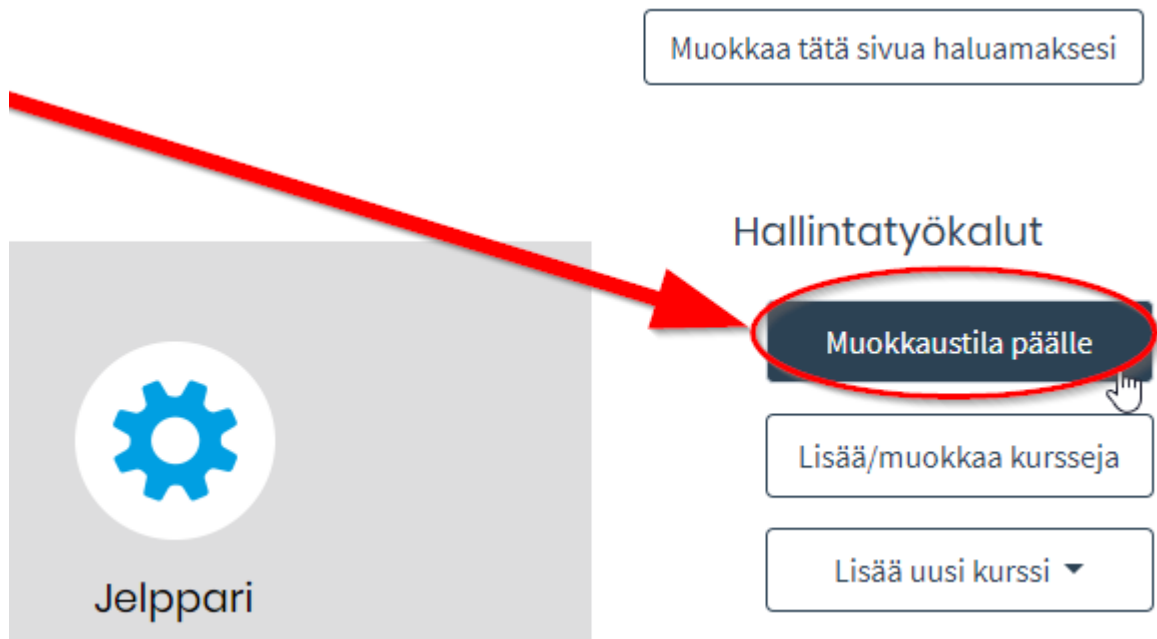 Muokkaa tätä sivua haluamaksesi
Hallintatyökalut
Muokkaustila päälle
Lisää/muokkaa kursseja
Lisää uusi kurssi
Jelppari